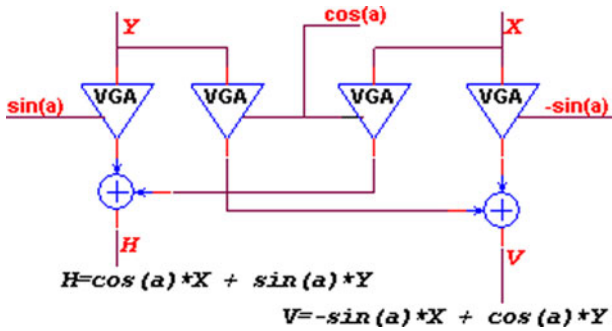 cos(a)
Y
X
VGA VGA VGA VGA
sin(a)
-sin(a)
H
V
H=cos(a)*X + sin(a)*Y
V=-sin(a)*X + cos(a)*Y